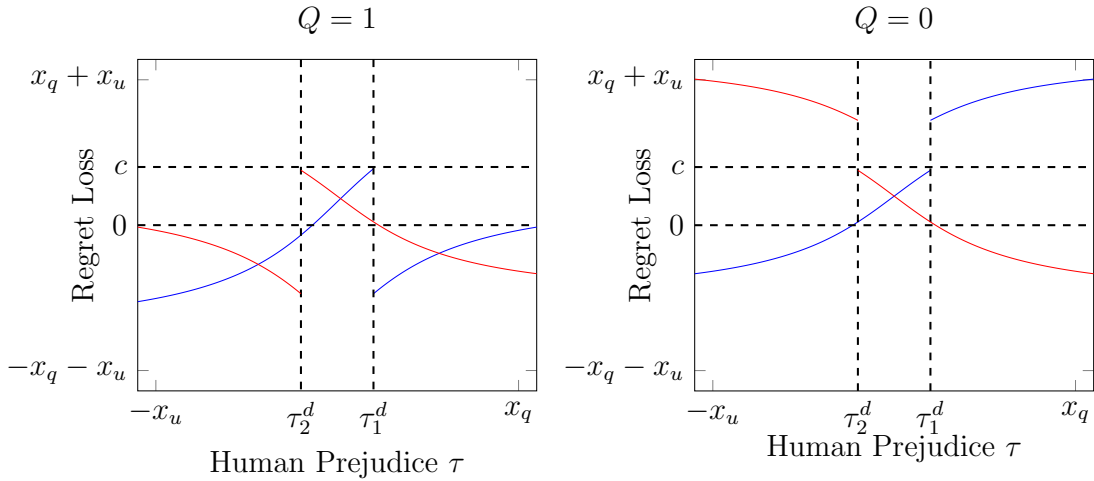 Q = 1
x_q + x_u
c
0
−x_q − x_u
Regret Loss
−x_u
τ_2^d
τ_1^d
x_q
Human Prejudice τ
Q = 0
x_q + x_u
c
0
−x_q − x_u
Regret Loss
−x_u
τ_2^d
τ_1^d
x_q
Human Prejudice τ